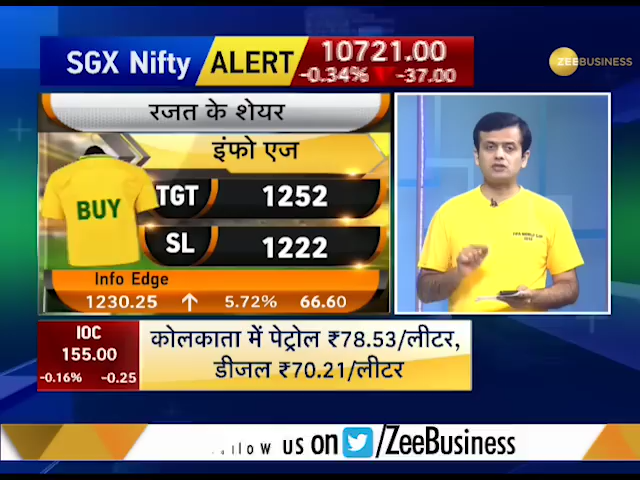 SGX Nifty ALERT 10721.00
-0.34% -37.00
ZEEBUSINESS
रजत के शेयर
इंफो एज
BUY
TGT 1252
SL 1222
Info Edge
1230.25 ↑ 5.72% 66.60
IOC
155.00
-0.16% -0.25
कोलकाता में पेट्रोल ₹78.53/लीटर,
डीजल ₹70.21/लीटर
us on /ZeeBusiness